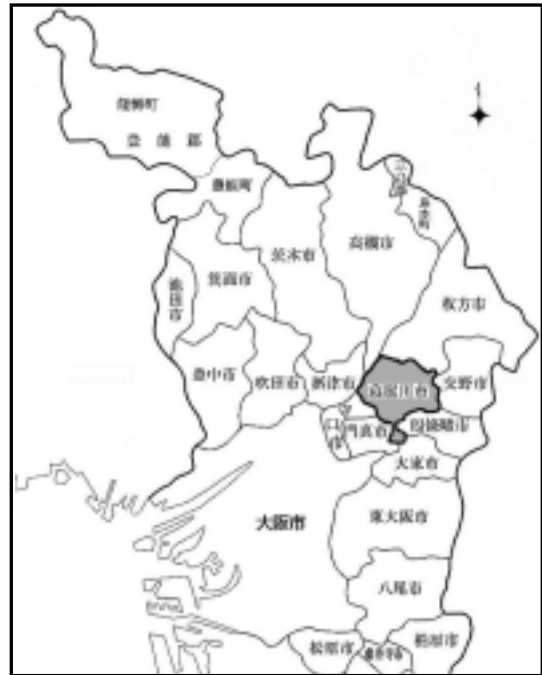 能勢町
豊能郡
豊能町
茨木市
高槻市
島本町
箕面市
池田市
枚方市
豊中市
吹田市
摂津市
寝屋川市
交野市
門真市
四條畷市
大東市
大阪市
東大阪市
八尾市
松原市
柏原市